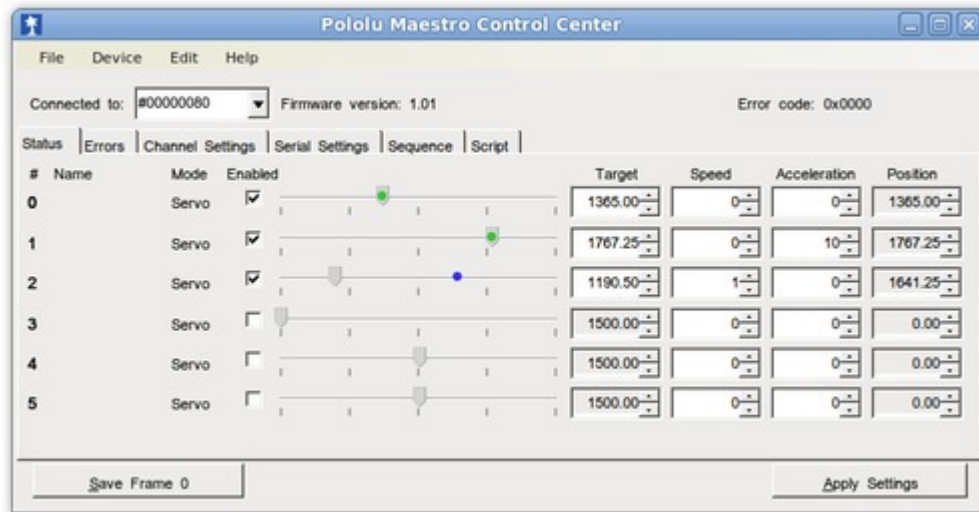 Pololu Maestro Control Center
File Device Edit Help
Connected to: #00000080 Firmware version: 1.01 Error code: 0x0000
Status Errors Channel Settings Serial Settings Sequence Script
# Name Mode Enabled Target Speed Acceleration Position
0 Servo 1365.00 0 0 1365.00
1 Servo 1767.25 0 10 1767.25
2 Servo 1190.50 1 0 1641.25
3 Servo 1500.00 0 0 0.00
4 Servo 1500.00 0 0 0.00
5 Servo 1500.00 0 0 0.00
Save Frame 0 Apply Settings